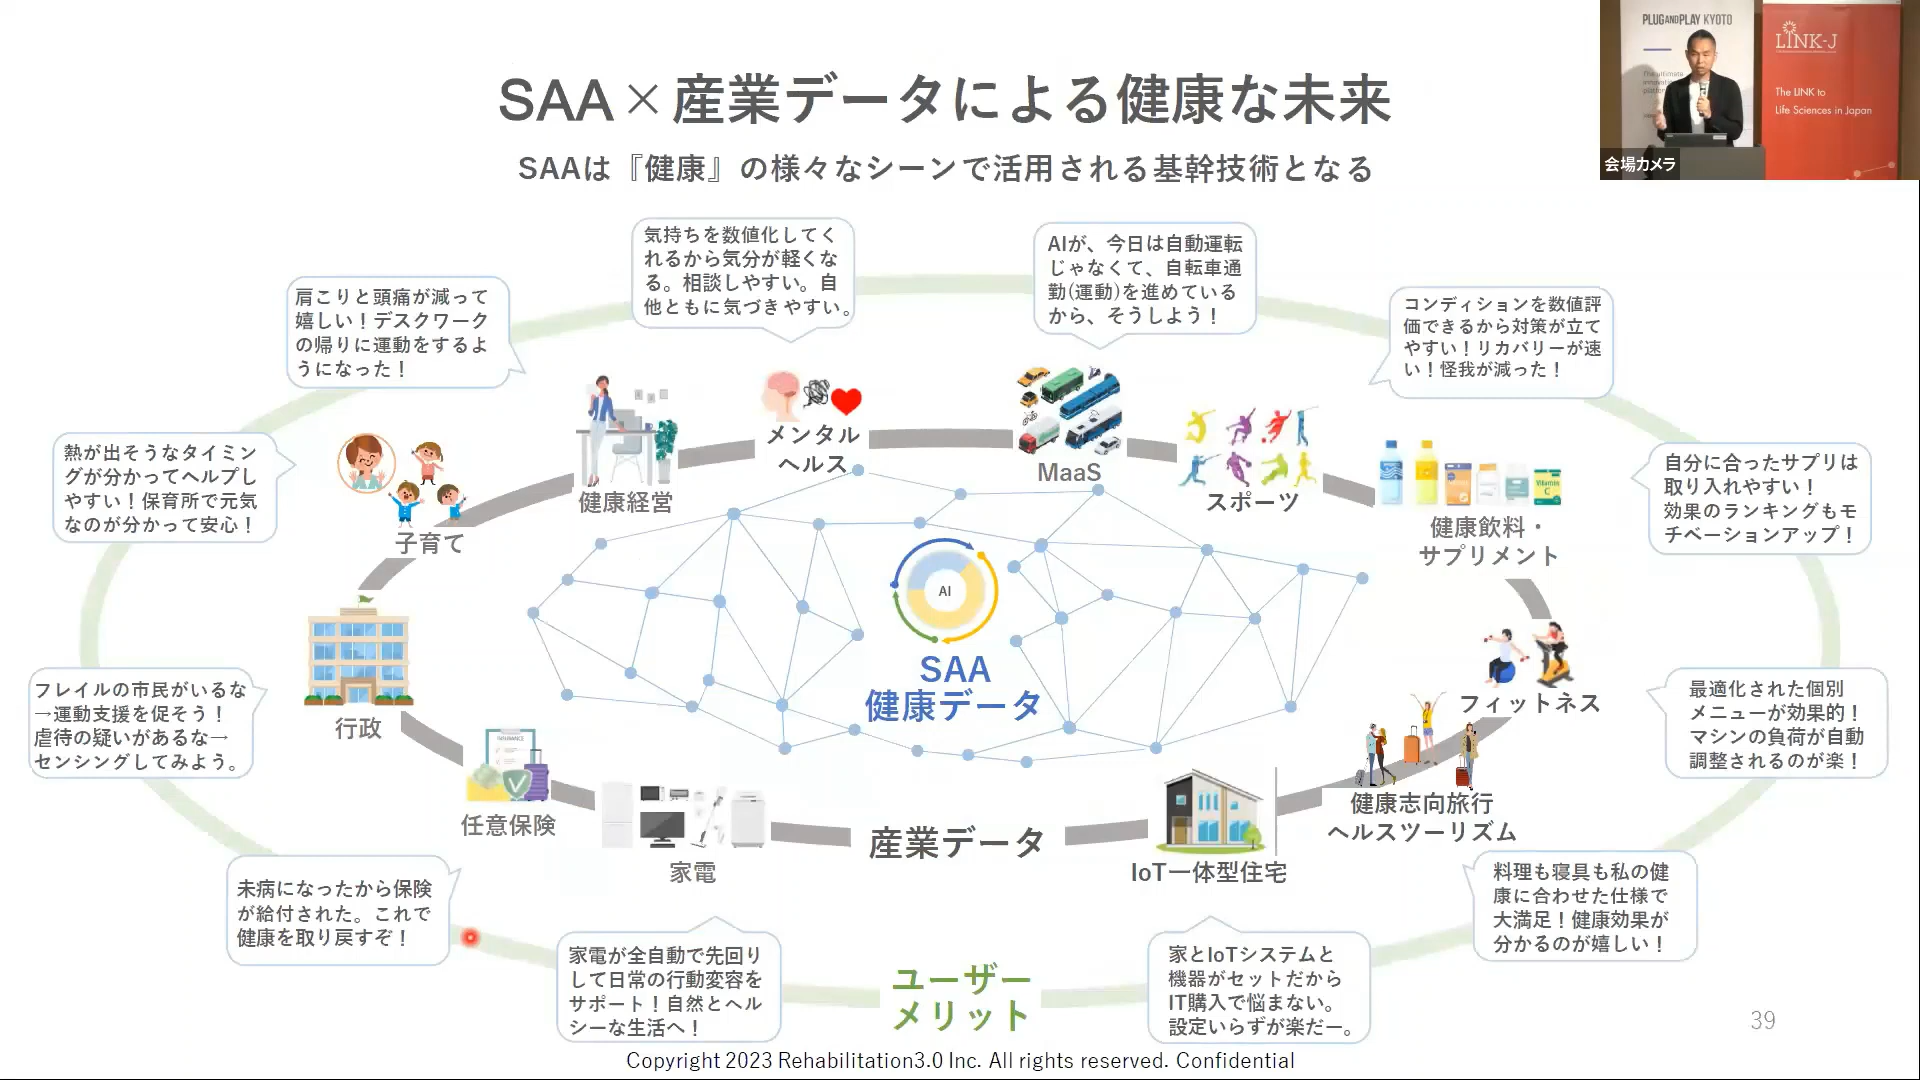 SAA×産業データによる健康な未来
SAAは『健康』の様々なシーンで活用される基幹技術となる
PLUGANDPLAY KYOTO
The ultimate
LINK-J
The LINK to
Life Sciences in Japan
会場カメラ
気持ちを数値化してく
れるから気分が軽くな
る。相談しやすい。自
他ともに気づきやすい。
AIが、今日は自動運転
じゃなくて、自転車通
勤(運動)を進めている
から、そうしよう！
肩こりと頭痛が減って
嬉しい！デスクワーク
の帰りに運動をするよ
うになった！
コンディションを数値評
価できるから対策が立て
やすい！リカバリーが速
い！怪我が減った！
熱が出そうなタイミン
グが分かってヘルプし
やすい！保育所で元気
なのが分かって安心！
自分に合ったサプリは
取り入れやすい！
効果のランキングもモ
チベーションアップ！
子育て
健康経営
メンタル
ヘルス
MaaS
スポーツ
Vitamin
C
健康飲料・
サプリメント
AI
SAA
健康データ
行政
フィットネス
フレイルの市民がいるな
→運動支援を促そう！
虐待の疑いがあるな→
センシングしてみよう。
最適化された個別
メニューが効果的！
マシンの負荷が自動
調整されるのが楽！
INSURANCE
任意保険
家電
産業データ
IoT一体型住宅
健康志向旅行
ヘルスツーリズム
未病になったから保険
が給付された。これで
健康を取り戻すぞ！
家電が全自動で先回り
して日常の行動変容を
サポート！自然とヘル
シーな生活へ！
ユーザー
メリット
家とIoTシステムと
機器がセットだから
IT購入で悩まない。
設定いらずが楽だー。
料理も寝具も私の健
康に合わせた仕様で
大満足！健康効果が
分かるのが嬉しい！
39
Copyright 2023 Rehabilitation3.0 Inc. All rights reserved. Confidential